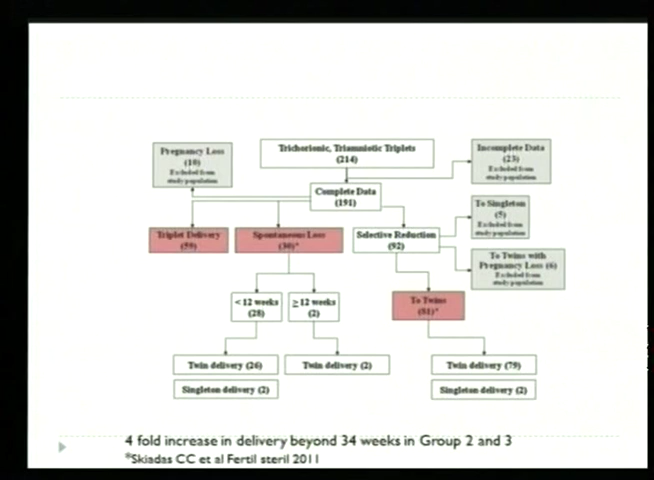 Trichorionic, Triamniotic Triplets
(214)
Pregnancy Loss
(10)
Excluded from
study population
Incomplete Data
(23)
Excluded from
study population
Complete Data
(191)
To Singleton
(5)
Excluded from
study population
Triplet Delivery
(59)
Spontaneous Loss
(30)*
Selective Reduction
(92)
To Twins with
Pregnancy Loss (6)
Excluded from
study population
< 12 weeks
(28)
≥ 12 weeks
(2)
To Twins
(81)*
Twin delivery (26)
Twin delivery (2)
Twin delivery (79)
Singleton delivery (2)
Singleton delivery (2)
4 fold increase in delivery beyond 34 weeks in Group 2 and 3
*Skiadas CC et al Fertil steril 2011